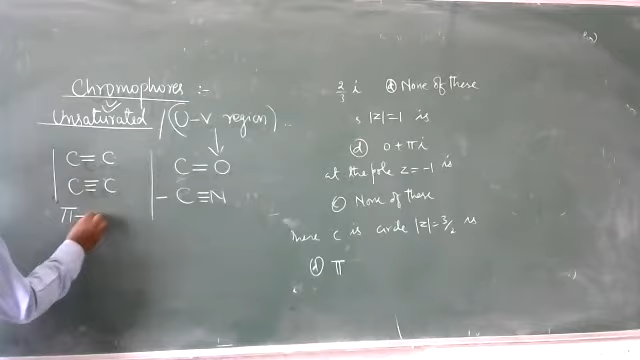 Chromophores :-
Unsaturated / (U-V region) ..
C=C
C≡C
π-
C=O
-C≡N
2/3 i (d) None of these
s |z|=1 is
(d) 0+πi
at the pole z=-1 is
(c) None of these
here C is circle |z|=3/2 is
(d) π